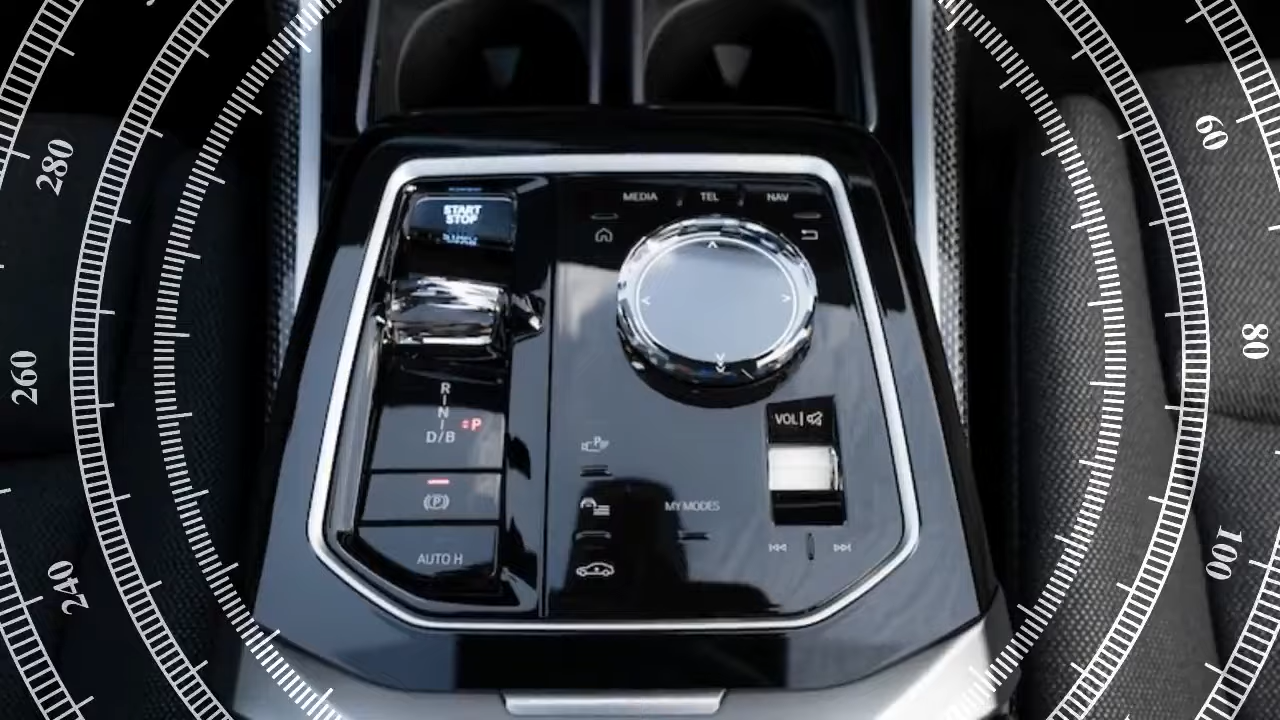 MEDIA
TEL
NAV
START
STOP
VOL
R
N
P
D/B
P
(P)
MY MODES
AUTO H
280
260
240
60
80
100